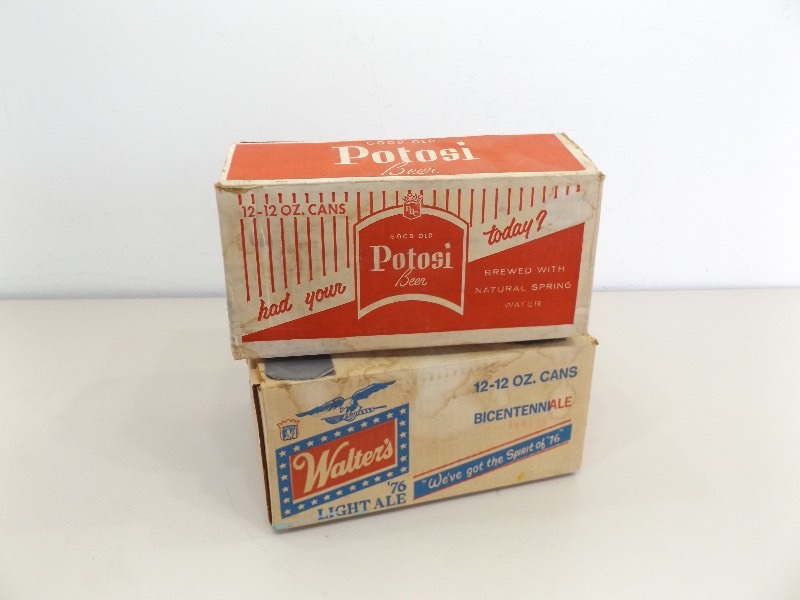 GOOD OLD
Potosi
Beer
12-12 OZ. CANS
had your
GOOD OLD
Potosi
Beer
today?
BREWED WITH
NATURAL SPRING
WATER
Walter's
'76
LIGHT ALE
12-12 OZ. CANS
BICENTENNIALE
"We've got the Spirit of '76"